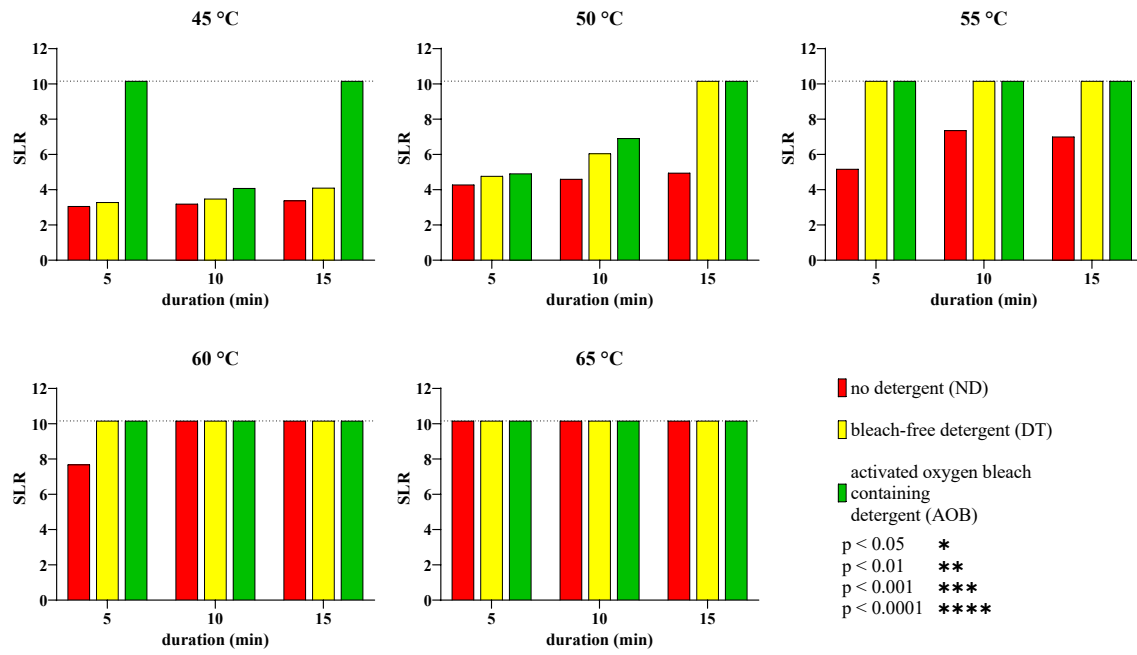 45 °C
12
10
8
6
4
2
0
SLR
5 10 15
duration (min)
50 °C
12
10
8
6
4
2
0
SLR
5 10 15
duration (min)
55 °C
12
10
8
6
4
2
0
SLR
5 10 15
duration (min)
60 °C
12
10
8
6
4
2
0
SLR
5 10 15
duration (min)
65 °C
12
10
8
6
4
2
0
SLR
5 10 15
duration (min)
no detergent (ND)
bleach-free detergent (DT)
activated oxygen bleach
containing
detergent (AOB)
p < 0.05 *
p < 0.01 **
p < 0.001 ***
p < 0.0001 ****